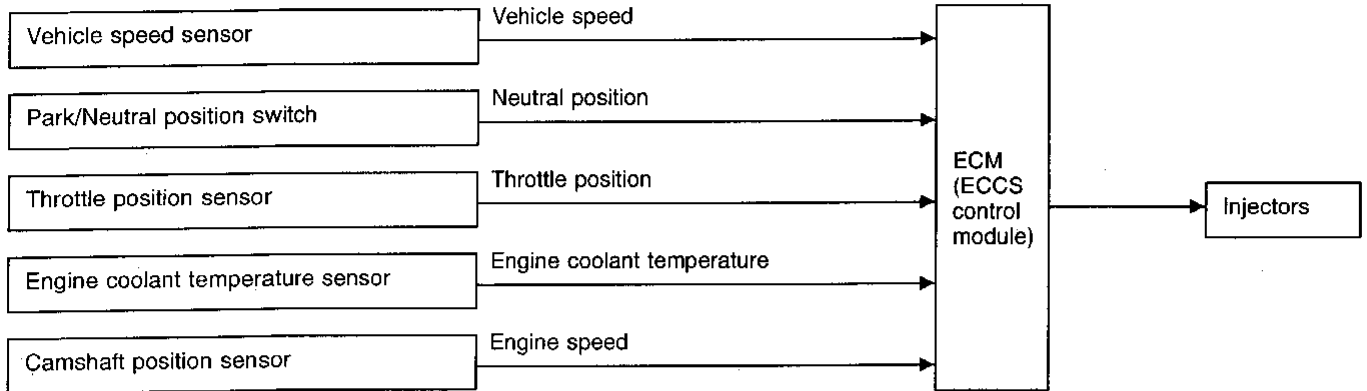 Vehicle speed sensor
Vehicle speed
Park/Neutral position switch
Neutral position
Throttle position sensor
Throttle position
Engine coolant temperature sensor
Engine coolant temperature
Camshaft position sensor
Engine speed
ECM
(ECCS
control
module)
Injectors